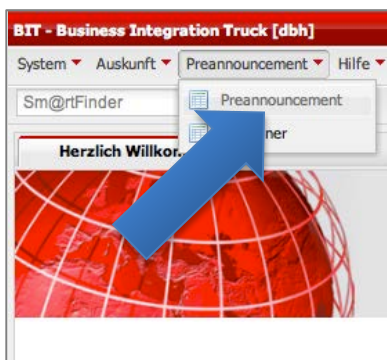 BIT - Business Integration Truck [dbh]
System Auskunft Preannouncement Hilfe
Sm@rtFinder
Preannouncement
Herzlich